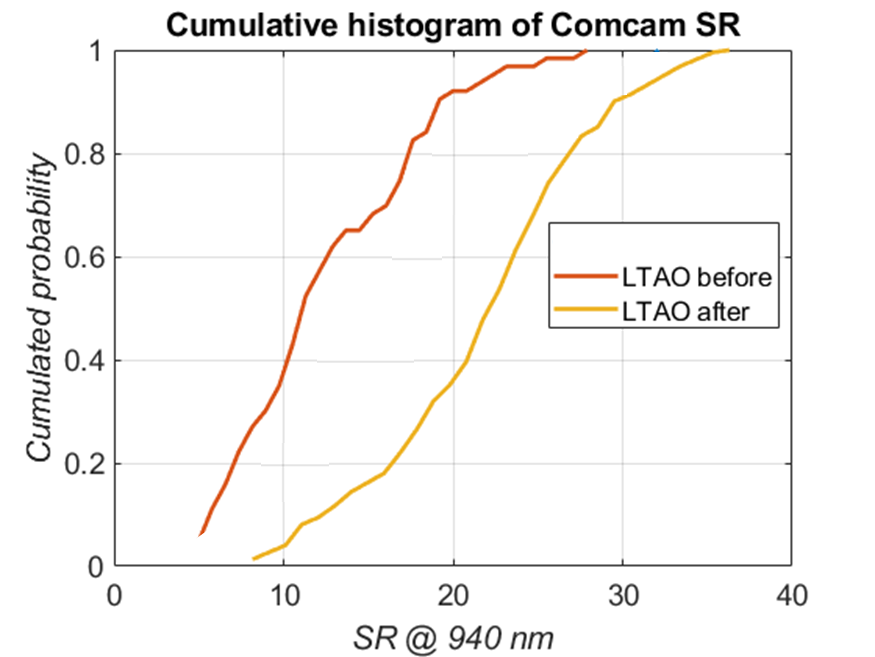 Cumulative histogram of Comcam SR
1
0.8
0.6
0.4
0.2
0
Cumulated probability
LTAO before
LTAO after
0 10 20 30 40
SR @ 940 nm